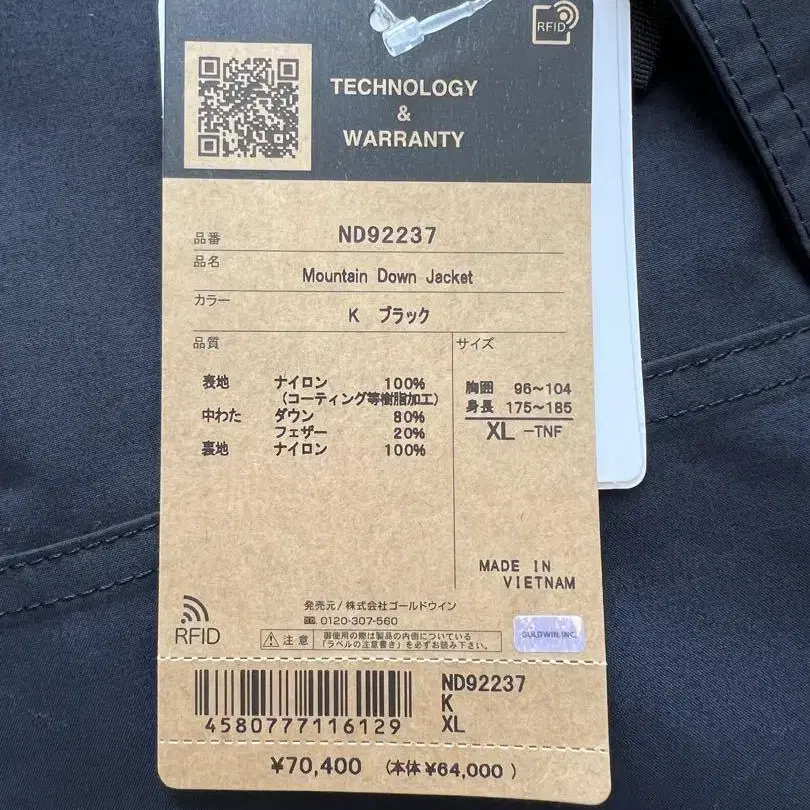 RFID
TECHNOLOGY
&
WARRANTY
品番 ND92237
品名
Mountain Down Jacket
カラー
K ブラック
品質
表地 ナイロン 100%
(コーティング等樹脂加工)
中わた ダウン 80%
フェザー 20%
裏地 ナイロン 100%
サイズ
胸囲 96〜104
身長 175〜185
XL -TNF
MADE IN
VIETNAM
RFID
発売元/株式会社ゴールドウイン
0120-307-560
注意 御使用の際は製品の内側についている
「ラベルの注意書き」を必ずお読み下さい。
GOLDWIN INC.
4580777116129
ND92237
K
XL
¥70,400 (本体 ¥64,000 )